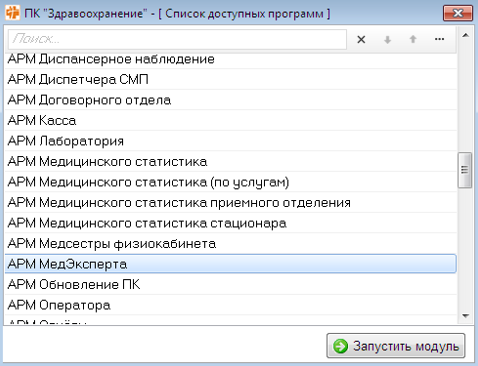 ПК "Здравоохранение" - [ Список доступных программ ]
Поиск...
АРМ Диспансерное наблюдение
АРМ Диспетчера СМП
АРМ Договорного отдела
АРМ Касса
АРМ Лаборатория
АРМ Медицинского статистика
АРМ Медицинского статистика (по услугам)
АРМ Медицинского статистика приемного отделения
АРМ Медицинского статистика стационара
АРМ Медсестры физиокабинета
АРМ МедЭксперта
АРМ Обновление ПК
АРМ Оператора
АРМ
Запустить модуль